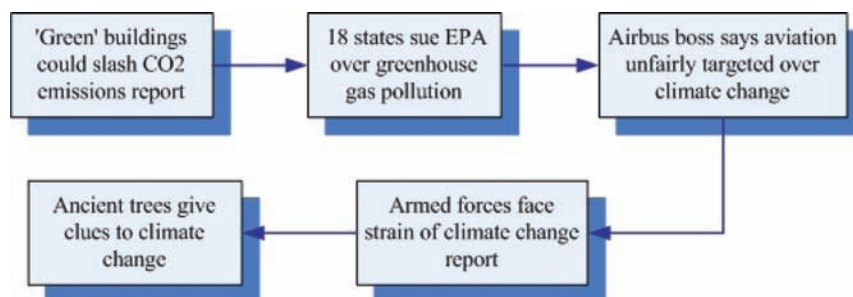 'Green' buildings
could slash CO2
emissions report
18 states sue EPA
over greenhouse
gas pollution
Airbus boss says aviation
unfairly targeted over
climate change
Armed forces face
strain of climate change
report
Ancient trees give
clues to climate
change